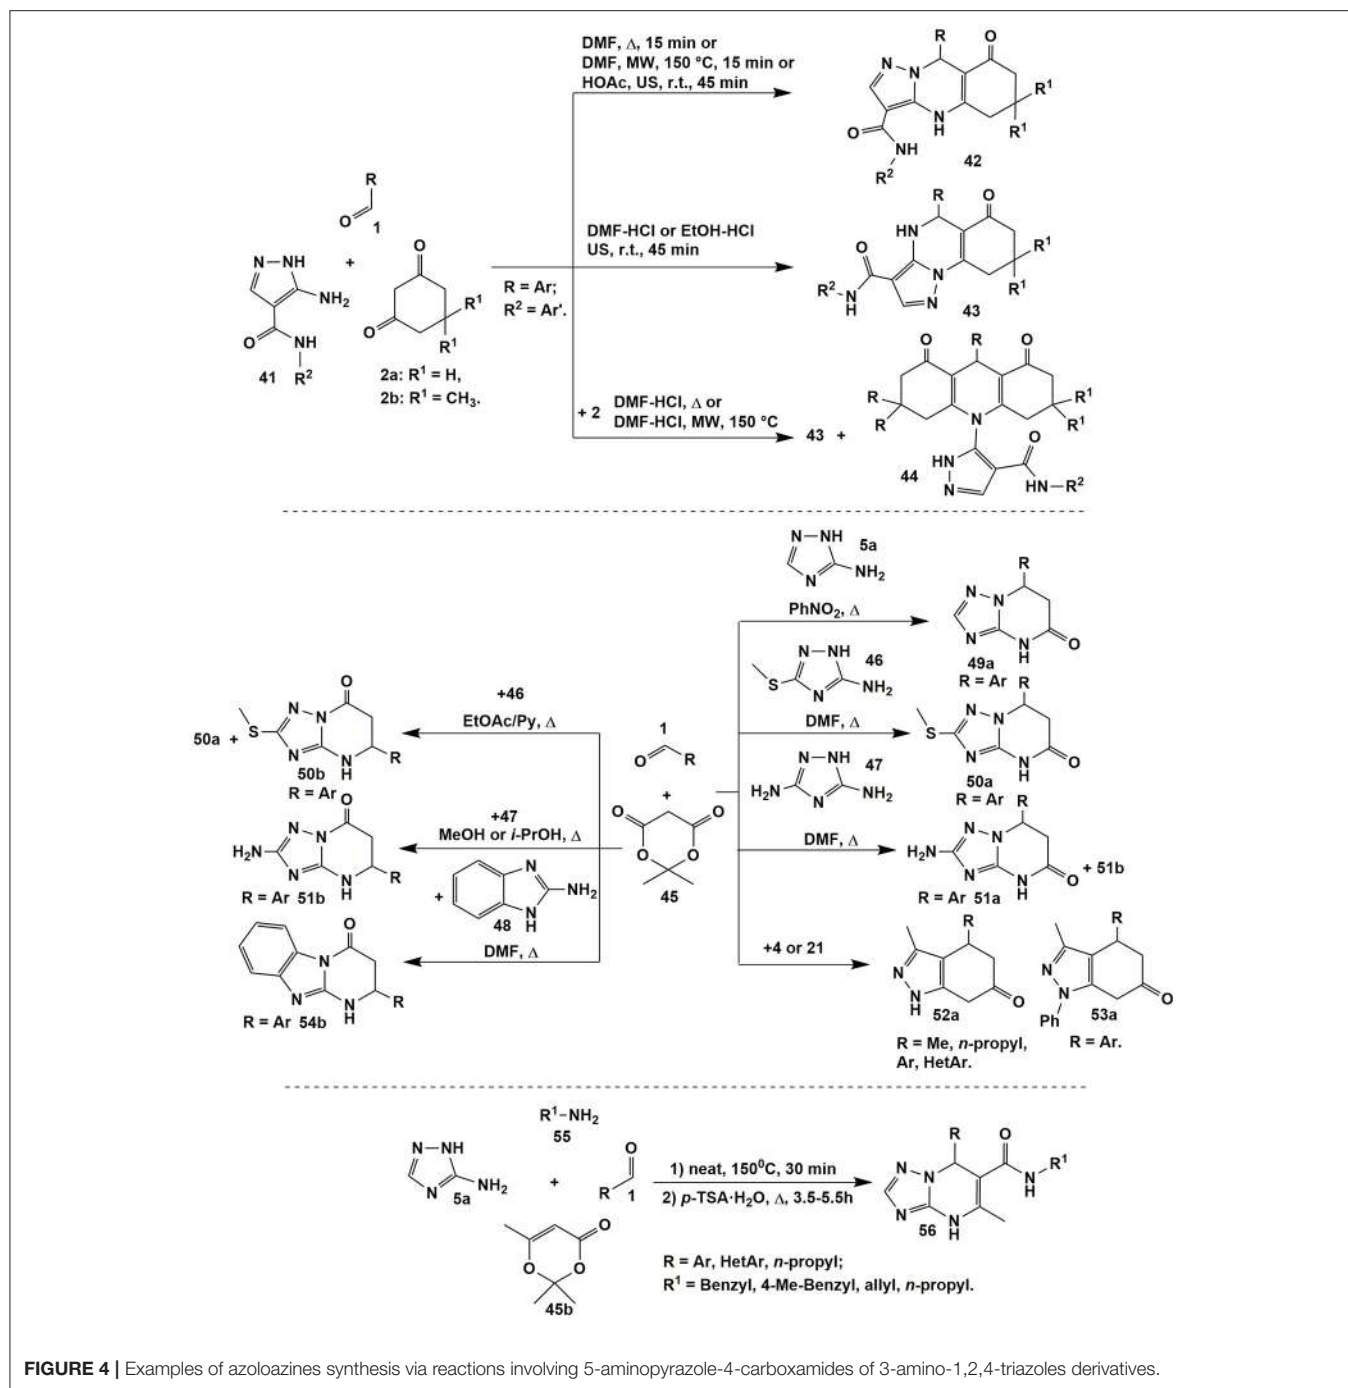 DMF, Δ, 15 min or
DMF, MW, 150 °C, 15 min or
HOAc, US, r.t., 45 min
R
O
N
N
R¹
R¹
N
H
O
NH
R²
42
R
O
1
N
NH
NH₂
O
NH
R²
41
+
O
O
R¹
R¹
2a: R¹ = H,
2b: R¹ = CH₃.
R = Ar;
R² = Ar'.
DMF-HCl or EtOH-HCl
US, r.t., 45 min
R
O
HN
O
R¹
R¹
R²
N
H
N
N
43
+ 2
DMF-HCl, Δ or
DMF-HCl, MW, 150 °C
43 +
O
R
O
R
R
R¹
R¹
N
O
HN
N
HN
R²
44
N
NH
5a
N
NH₂
PhNO₂, Δ
R
N
N
N
N
H
O
49a
R = Ar
N
NH
46
S
N
NH₂
DMF, Δ
R
N
N
S
N
N
H
O
50a
R = Ar
N
NH
47
H₂N
N
NH₂
DMF, Δ
R
N
N
H₂N
N
N
H
O
+ 51b
R = Ar 51a
+4 or 21
R
N
N
H
O
52a
R = Me, n-propyl,
Ar, HetAr.
R
N
N
Ph
O
53a
R = Ar.
1
O
R
+
O
O
O
O
45
+46
EtOAc/Py, Δ
50a +
O
S
N
N
N
N
H
R
50b
R = Ar
+47
MeOH or i-PrOH, Δ
O
N
N
H₂N
N
N
H
R
R = Ar 51b
+
N
NH₂
N
H
48
DMF, Δ
O
N
N
N
H
R
R = Ar 54b
R¹–NH₂
55
N
NH
N
NH₂
5a
+
O
R
1
O
O
O
45b
1) neat, 150⁰C, 30 min
2) p-TSA·H₂O, Δ, 3.5-5.5h
R
O
R¹
N
H
N
N
N
N
H
56
R = Ar, HetAr, n-propyl;
R¹ = Benzyl, 4-Me-Benzyl, allyl, n-propyl.
FIGURE 4 | Examples of azoloazines synthesis via reactions involving 5-aminopyrazole-4-carboxamides of 3-amino-1,2,4-triazoles derivatives.